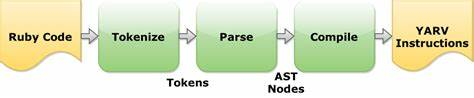 Ruby Code
Tokenize
Parse
Compile
YARV
Instructions
Tokens
AST
Nodes